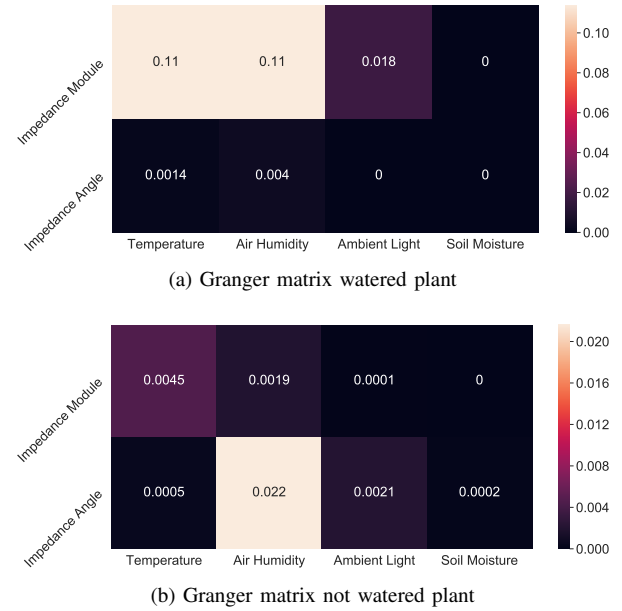 0.11 0.11 0.018 0
0.0014 0.004 0 0
Impedance Module
Impedance Angle
Temperature Air Humidity Ambient Light Soil Moisture
0.10
0.08
0.06
0.04
0.02
0.00
(a) Granger matrix watered plant
0.0045 0.0019 0.0001 0
0.0005 0.022 0.0021 0.0002
Impedance Module
Impedance Angle
Temperature Air Humidity Ambient Light Soil Moisture
0.020
0.016
0.012
0.008
0.004
0.000
(b) Granger matrix not watered plant